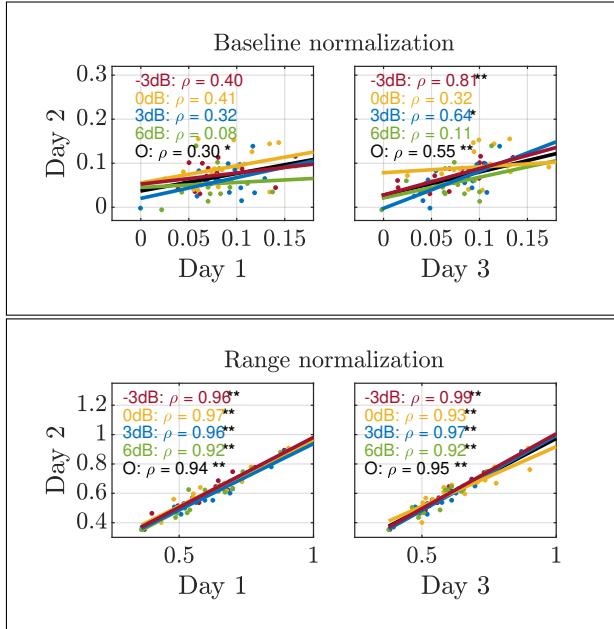 Baseline normalization
-3dB: ρ = 0.40
0dB: ρ = 0.41
3dB: ρ = 0.32
6dB: ρ = 0.08
O: ρ = 0.30 *
-3dB: ρ = 0.81**
0dB: ρ = 0.32
3dB: ρ = 0.64*
6dB: ρ = 0.11
O: ρ = 0.55 **
Day 2
0.3
0.2
0.1
0
0 0.05 0.1 0.15
0 0.05 0.1 0.15
Day 1
Day 3
Range normalization
-3dB: ρ = 0.96**
0dB: ρ = 0.97**
3dB: ρ = 0.96**
6dB: ρ = 0.92**
O: ρ = 0.94 **
-3dB: ρ = 0.99**
0dB: ρ = 0.93**
3dB: ρ = 0.97**
6dB: ρ = 0.92**
O: ρ = 0.95 **
Day 2
1.2
1
0.8
0.6
0.4
0.5 1
0.5 1
Day 1
Day 3